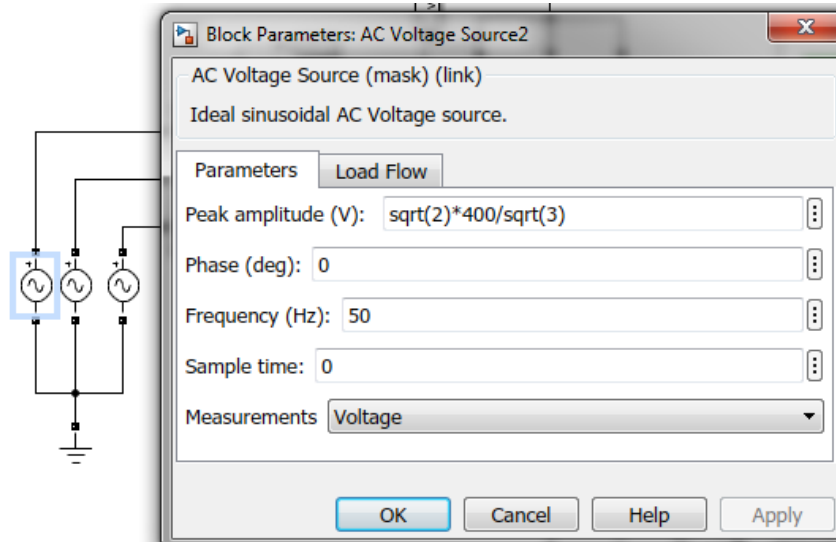 Block Parameters: AC Voltage Source2
AC Voltage Source (mask) (link)
Ideal sinusoidal AC Voltage source.
Parameters Load Flow
Peak amplitude (V): sqrt(2)*400/sqrt(3)
Phase (deg): 0
Frequency (Hz): 50
Sample time: 0
Measurements Voltage
OK Cancel Help Apply